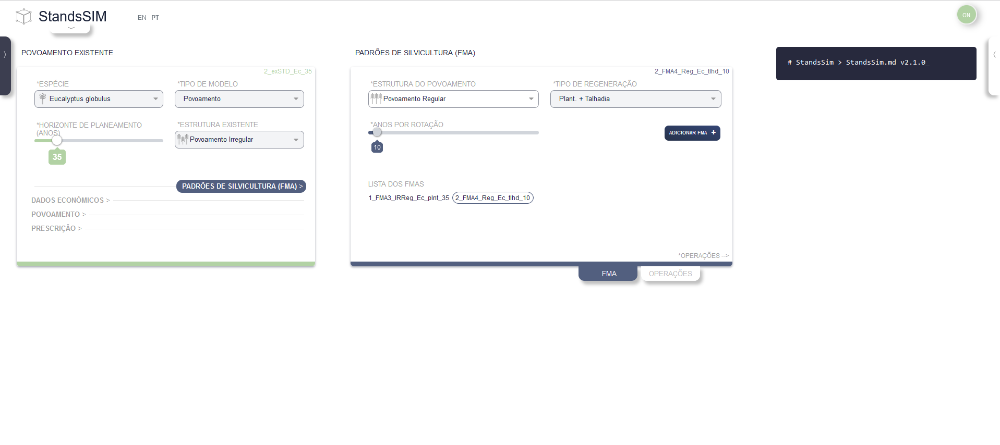 StandsSIM
EN PT
ON
POVOAMENTO EXISTENTE
2_exSTD_Ec_35
*ESPÉCIE
*TIPO DE MODELO
Eucalyptus globulus
Povoamento
*HORIZONTE DE PLANEAMENTO
(ANOS)
*ESTRUTURA EXISTENTE
Povoamento Irregular
35
PADRÕES DE SILVICULTURA (FMA) >
DADOS ECONÓMICOS >
POVOAMENTO >
PRESCRIÇÃO >
PADRÕES DE SILVICULTURA (FMA)
2_FMA4_Reg_Ec_tlhd_10
*ESTRUTURA DO POVOAMENTO
*TIPO DE REGENERAÇÃO
Povoamento Regular
Plant. + Talhadia
*ANOS POR ROTAÇÃO
10
ADICIONAR FMA +
LISTA DOS FMAS
1_FMA3_IRReg_Ec_plnt_35 2_FMA4_Reg_Ec_tlhd_10
*OPERAÇÕES -->
FMA
OPERAÇÕES
# StandsSim > StandsSim.md v2.1.0_